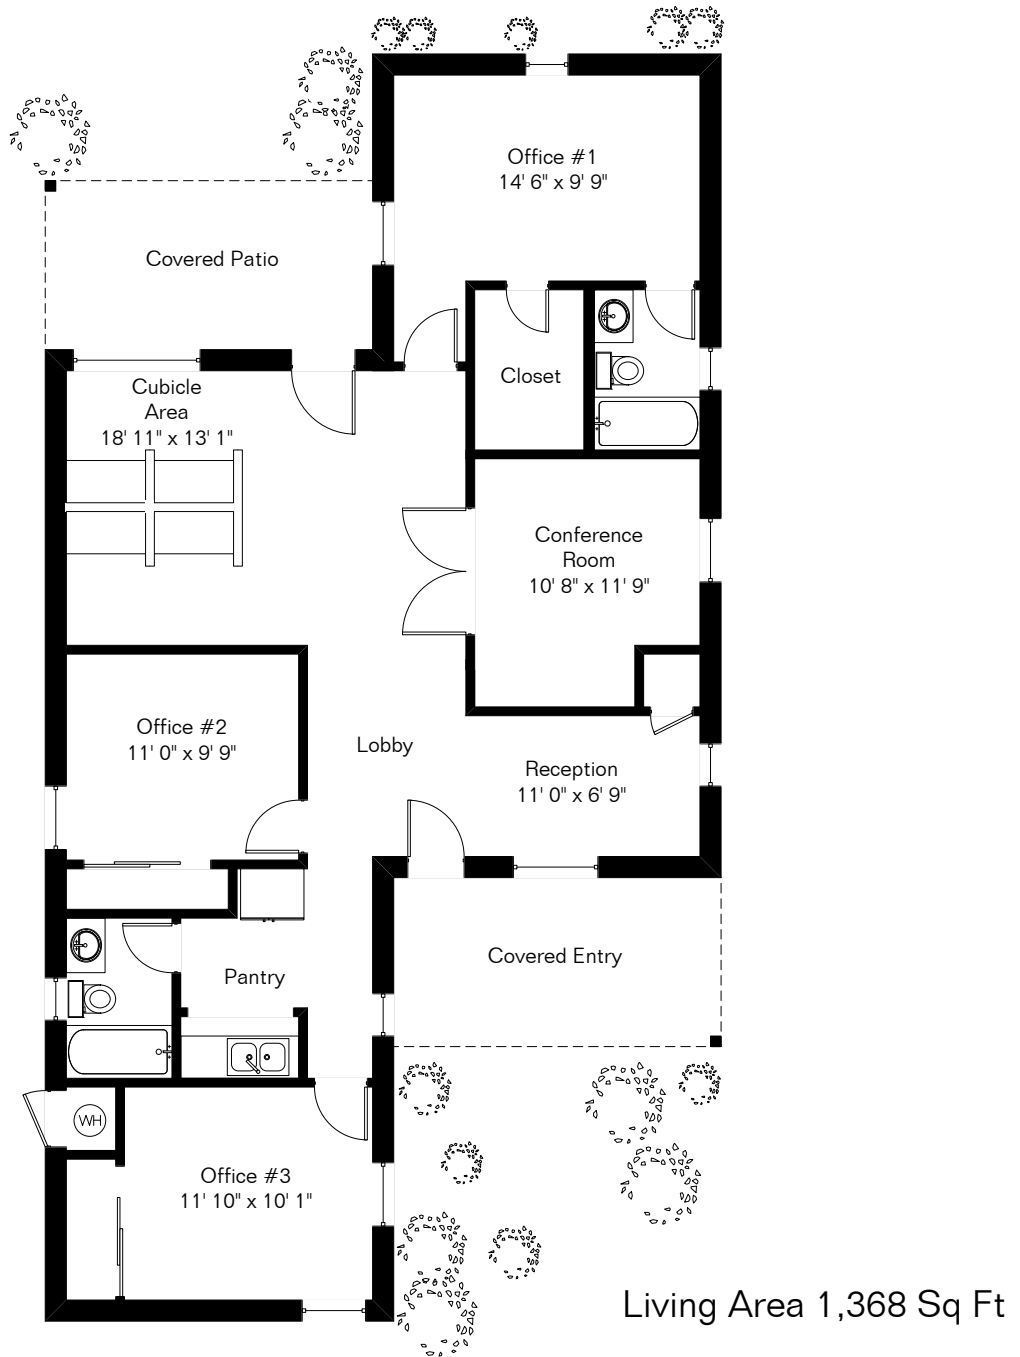 Office #1
14' 6" x 9' 9"
Covered Patio
Cubicle
Area
18' 11" x 13' 1"
Closet
Conference
Room
10' 8" x 11' 9"
Office #2
11' 0" x 9' 9"
Lobby
Reception
11' 0" x 6' 9"
Covered Entry
Pantry
WH
Office #3
11' 10" x 10' 1"
Living Area 1,368 Sq Ft